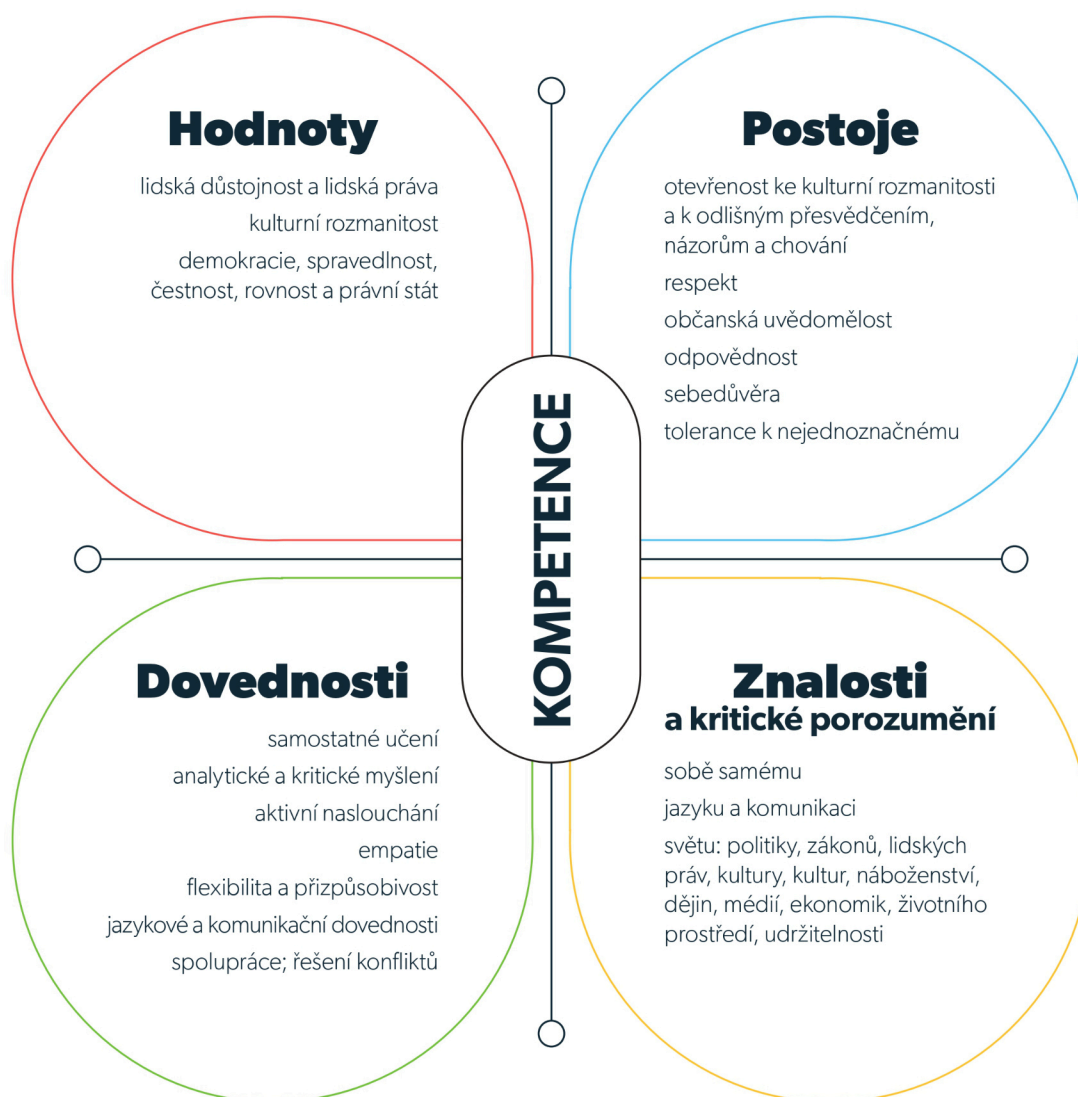 Hodnoty
lidská důstojnost a lidská práva
kulturní rozmanitost
demokracie, spravedlnost,
čestnost, rovnost a právní stát
Postoje
otevřenost ke kulturní rozmanitosti
a k odlišným přesvědčením,
názorům a chování
respekt
občanská uvědomělost
odpovědnost
sebedůvěra
tolerance k nejednoznačnému
KOMPETENCE
Dovednosti
samostatné učení
analytické a kritické myšlení
aktivní naslouchání
empatie
flexibilita a přizpůsobivost
jazykové a komunikační dovednosti
spolupráce; řešení konfliktů
Znalosti
a kritické porozumění
sobě samému
jazyku a komunikaci
světu: politiky, zákonů, lidských
práv, kultury, kultur, náboženství,
dějin, médií, ekonomik, životního
prostředí, udržitelnosti